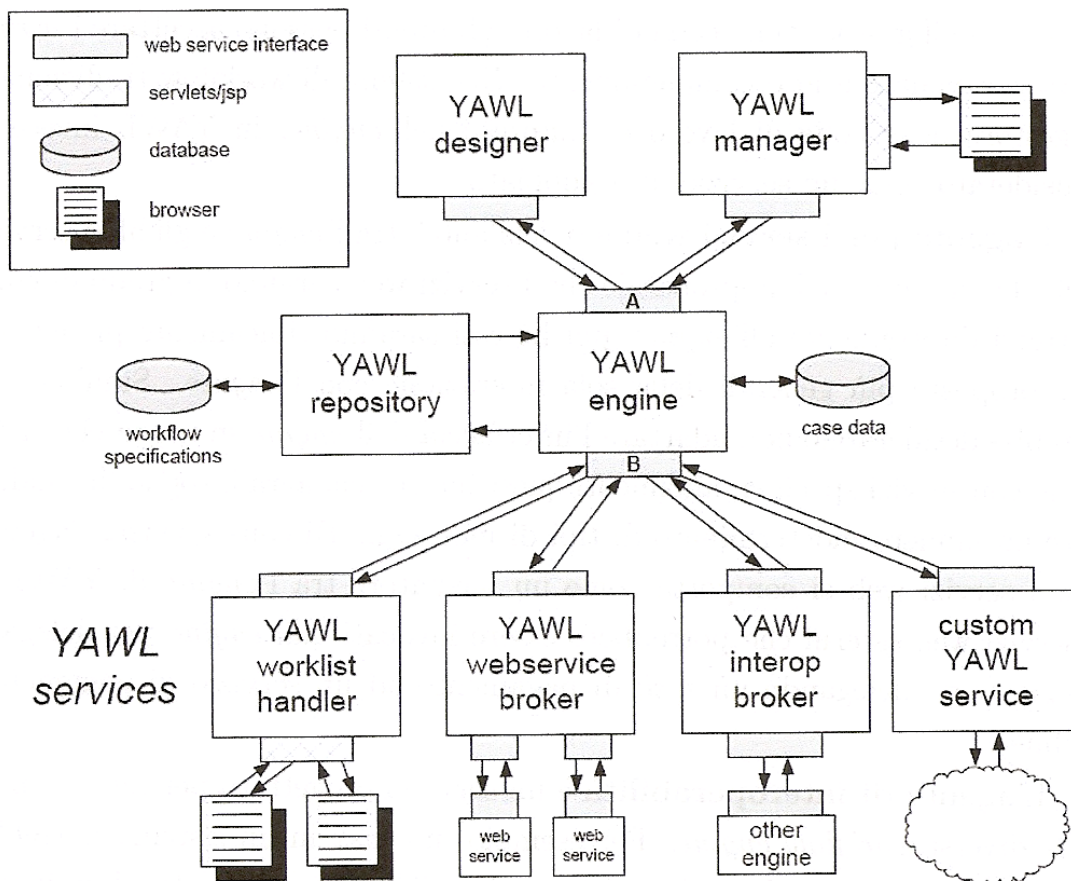 web service interface
servlets/jsp
database
browser
YAWL
designer
YAWL
manager
A
YAWL
repository
YAWL
engine
workflow
specifications
case data
B
YAWL
services
YAWL
worklist
handler
YAWL
webservice
broker
YAWL
interop
broker
custom
YAWL
service
web
service
web
service
other
engine